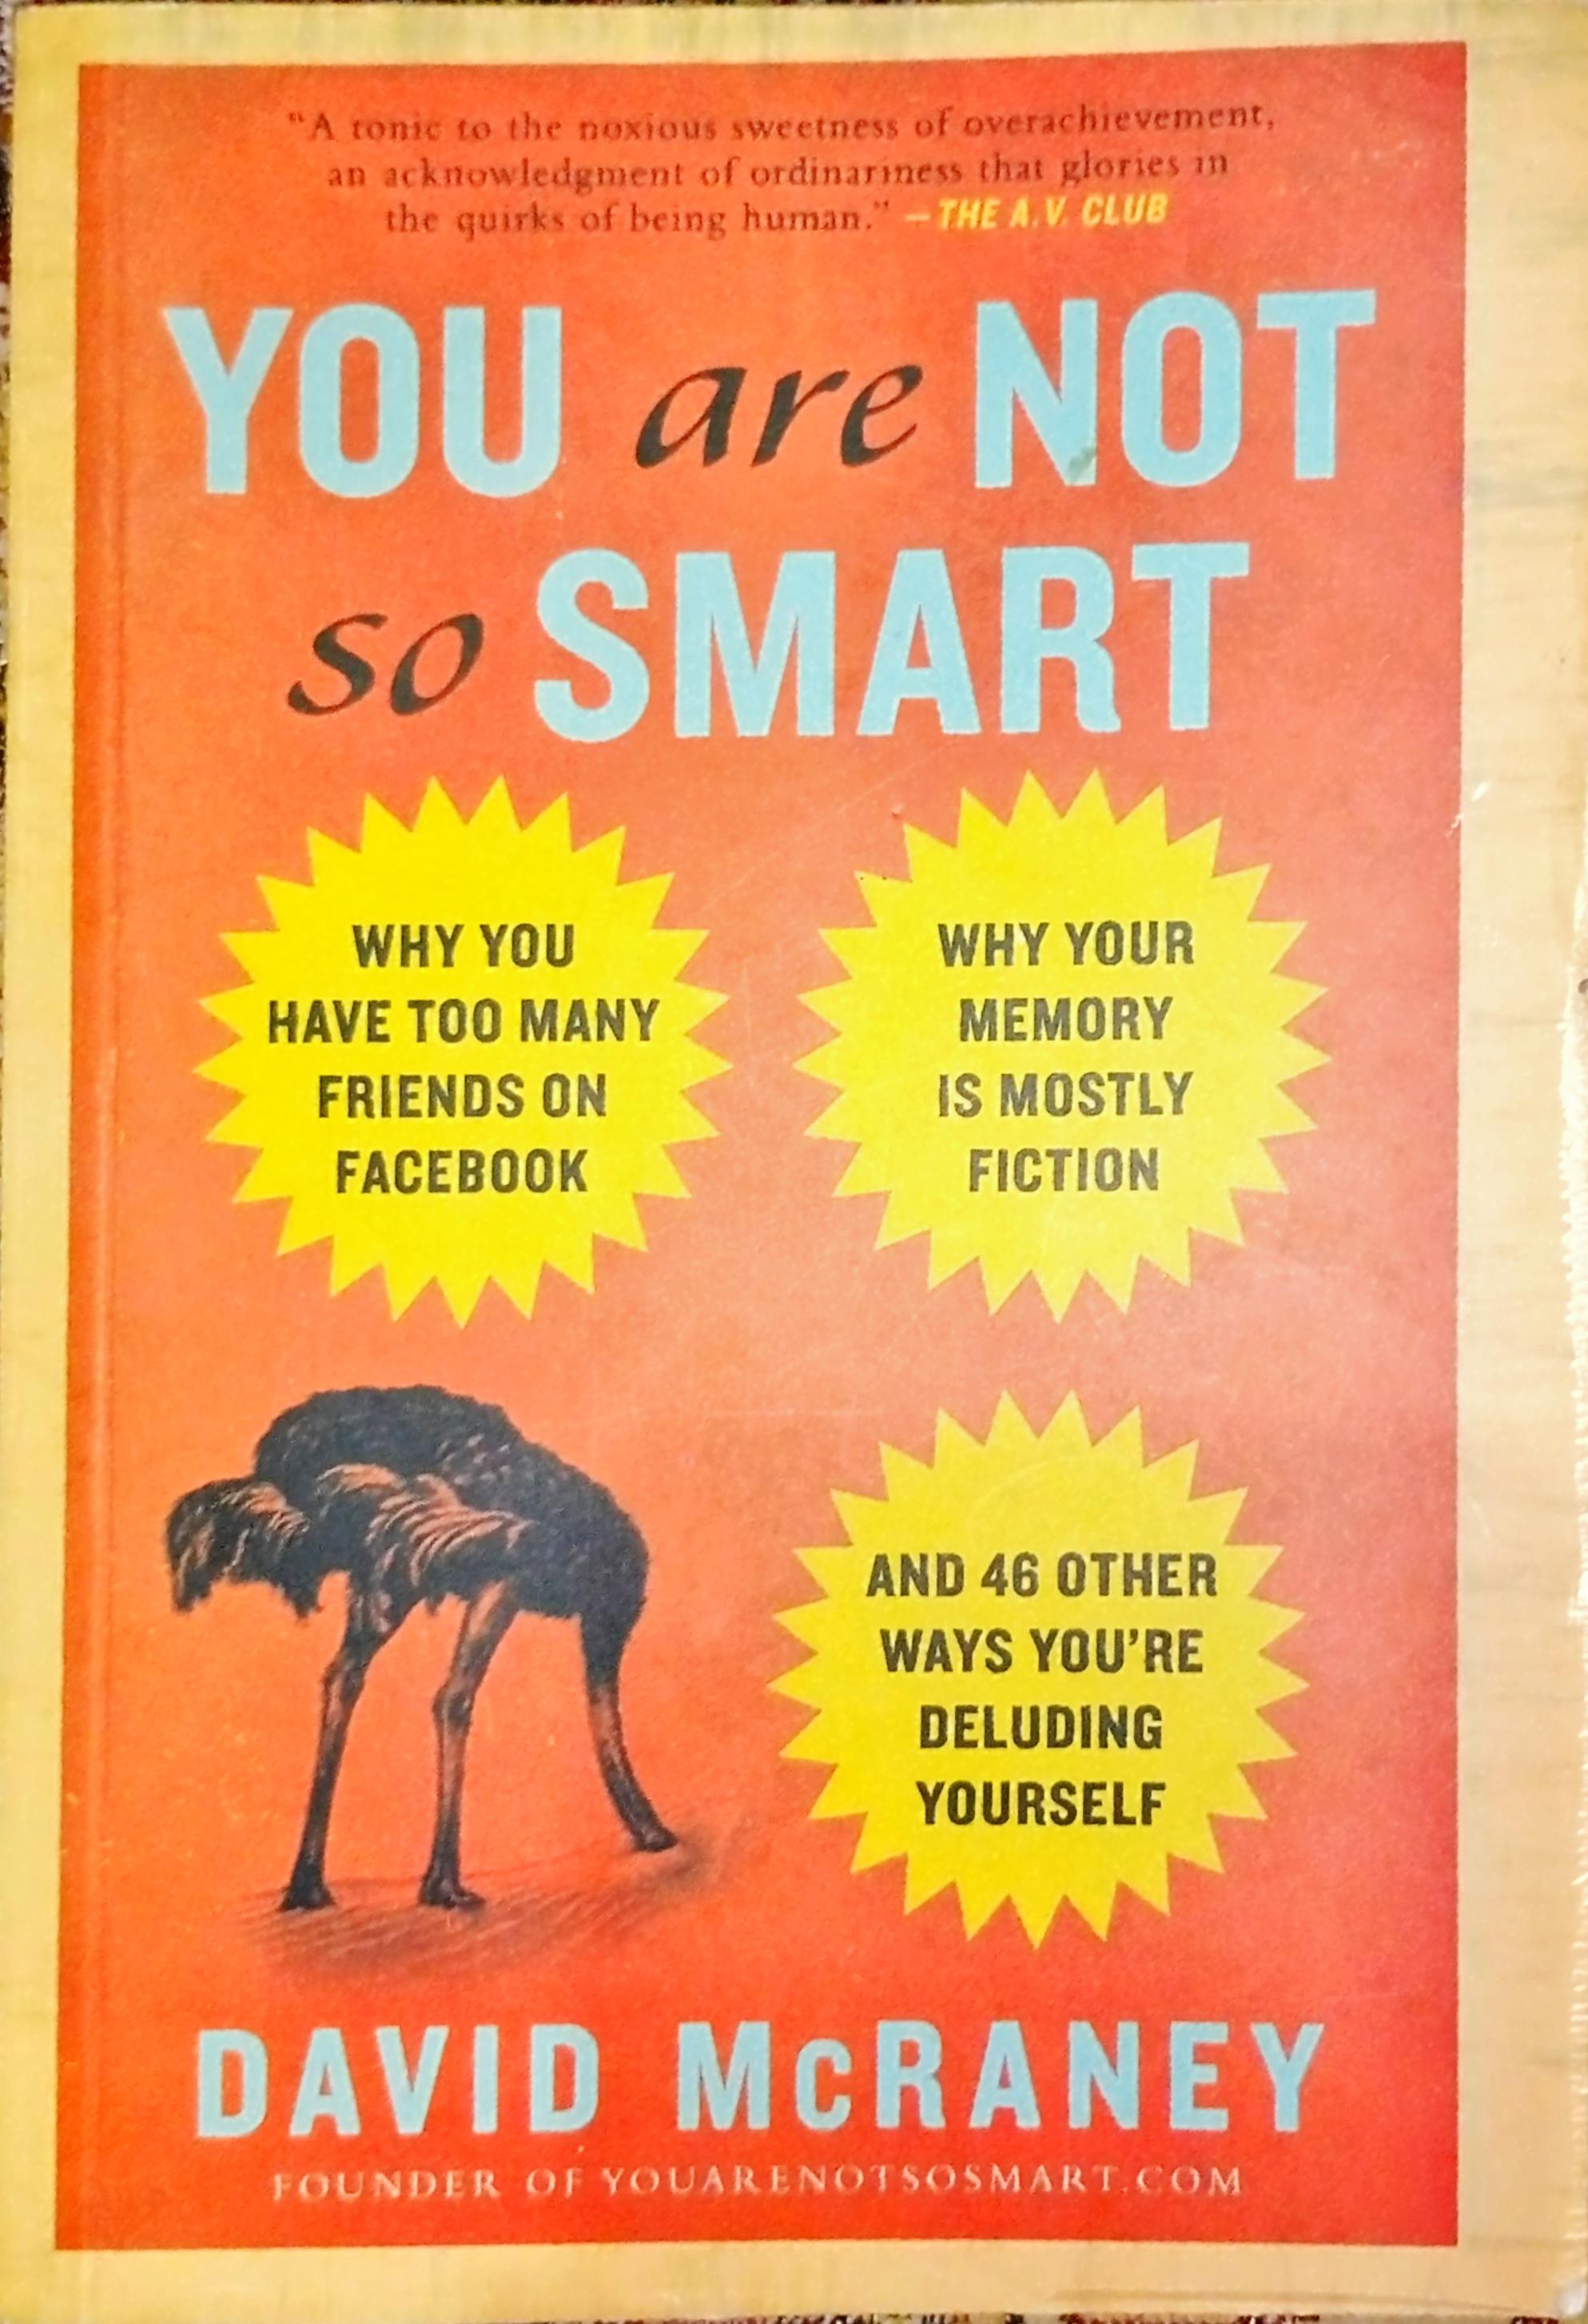 "A tonic to the noxious sweetness of overachievement,
an acknowledgment of ordinariness that glories in
the quirks of being human." —THE A.V. CLUB
YOU are NOT
so SMART
WHY YOU
HAVE TOO MANY
FRIENDS ON
FACEBOOK
WHY YOUR
MEMORY
IS MOSTLY
FICTION
AND 46 OTHER
WAYS YOU'RE
DELUDING
YOURSELF
DAVID McRANEY
FOUNDER OF YOUARENOTSOSMART.COM